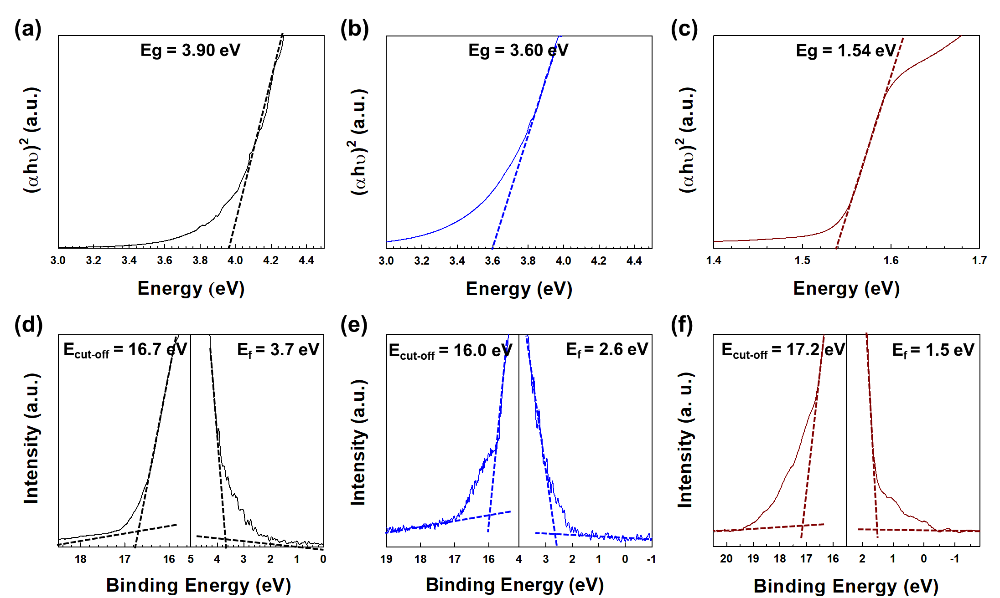 (a)
Eg = 3.90 eV
(αhυ)² (a.u.)
3.0 3.2 3.4 3.6 3.8 4.0 4.2 4.4
Energy (eV)
(b)
Eg = 3.60 eV
(αhυ)² (a.u.)
3.0 3.2 3.4 3.6 3.8 4.0 4.2 4.4
Energy (eV)
(c)
Eg = 1.54 eV
(αhυ)² (a.u.)
1.4 1.5 1.6 1.7
Energy (eV)
(d)
Ecut-off = 16.7 eV
Ef = 3.7 eV
Intensity (a.u.)
18 17 16 5 4 3 2 1 0
Binding Energy (eV)
(e)
Ecut-off = 16.0 eV
Ef = 2.6 eV
Intensity (a.u.)
19 18 17 16 4 3 2 1 0 -1
Binding Energy (eV)
(f)
Ecut-off = 17.2 eV
Ef = 1.5 eV
Intensity (a. u.)
20 19 18 17 16 2 1 0 -1
Binding Energy (eV)